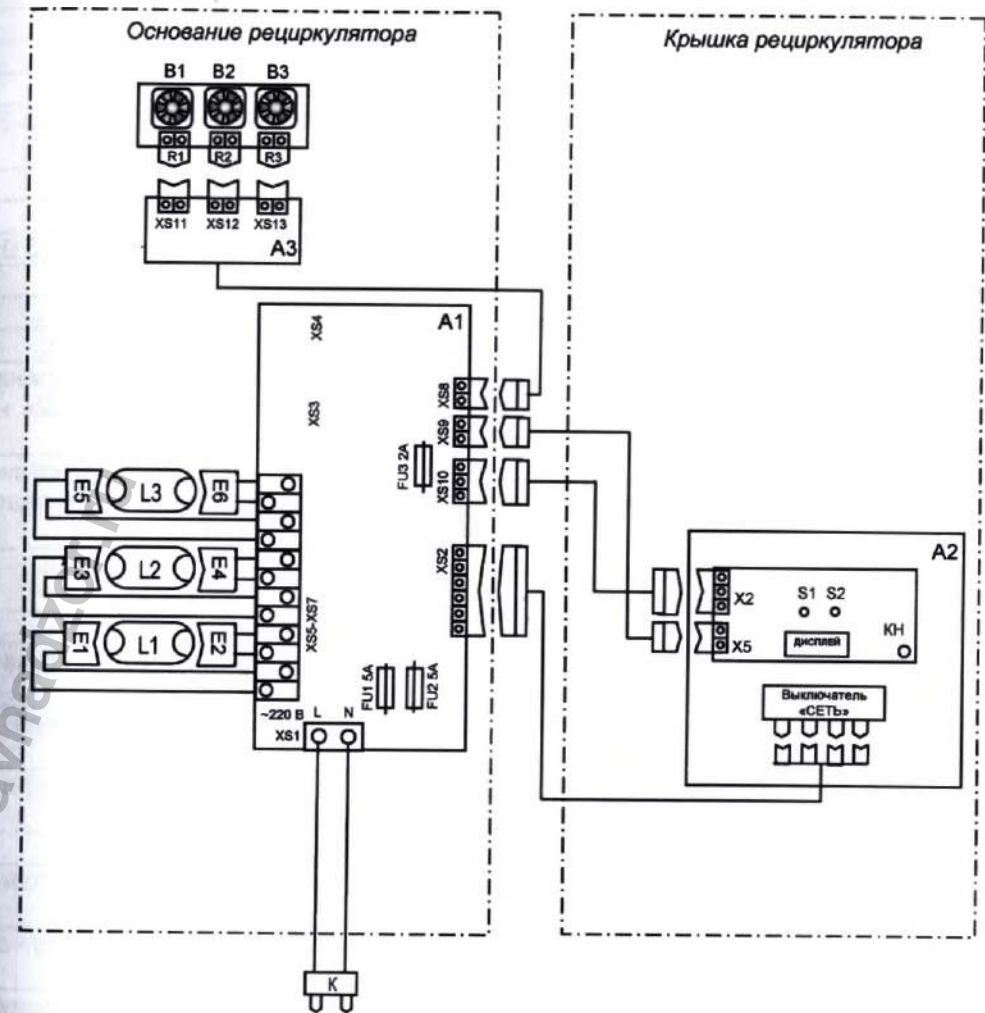 Основание рециркулятора
Крышка рециркулятора
B1 B2 B3
R1 R2 R3
XS11 XS12 XS13
A3
A1
XS4
XS3
XS8
XS9
XS10
FU3 2A
XS2
E5 L3 E6
E3 L2 E4
E1 L1 E2
XS5-XS7
FU1 5A
FU2 5A
~220 В L N
XS1
K
A2
X2
S1 S2
X5
дисплей
КН
Выключатель
«СЕТЬ»